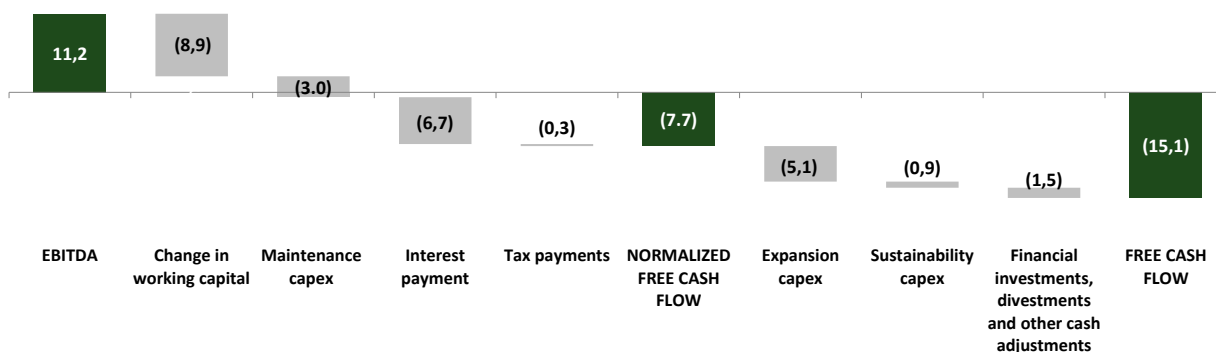 11,2
(8,9)
(3.0)
(6,7)
(0,3)
(7.7)
(5,1)
(0,9)
(1,5)
(15,1)
EBITDA
Change in
working capital
Maintenance
capex
Interest
payment
Tax payments
NORMALIZED
FREE CASH
FLOW
Expansion
capex
Sustainability
capex
Financial
investments,
divestments
and other cash
adjustments
FREE CASH
FLOW